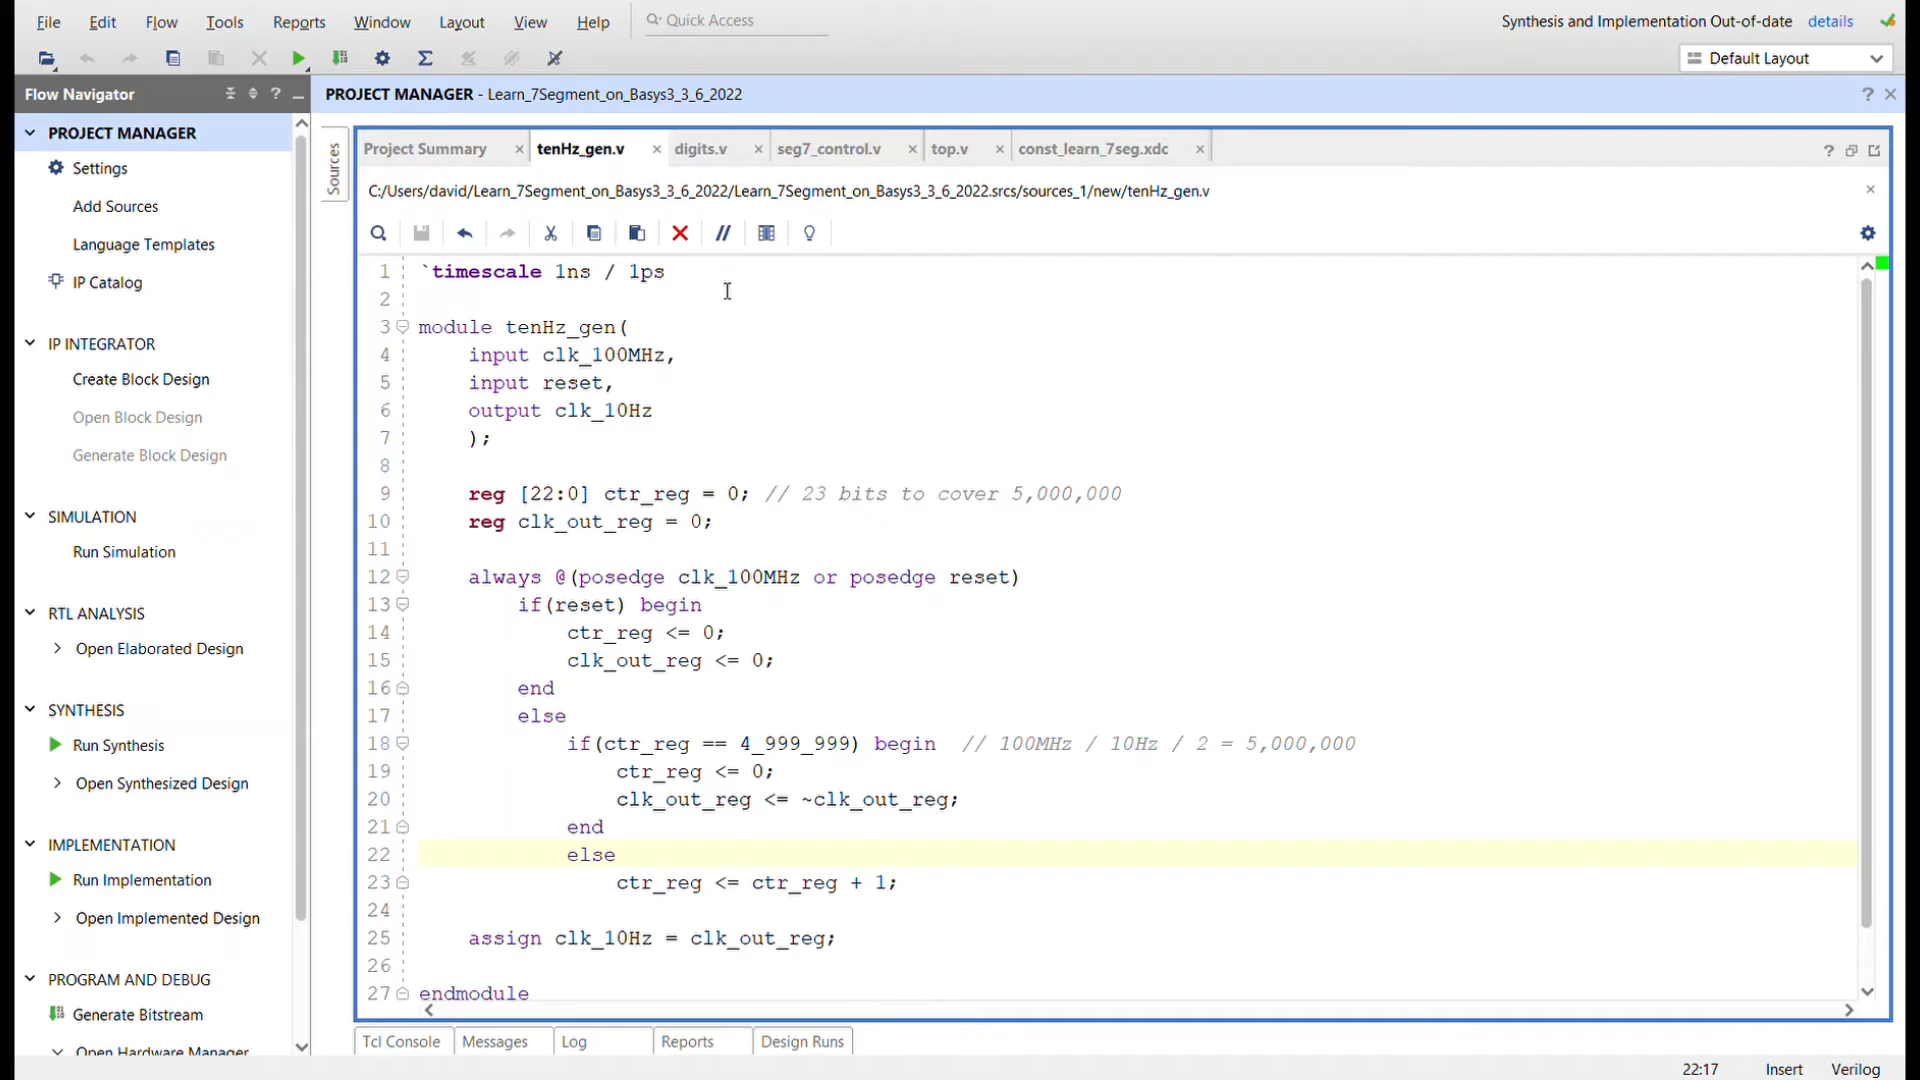 File Edit Flow Tools Reports Window Layout View Help Quick Access Synthesis and Implementation Out-of-date details
Default Layout
Flow Navigator ? _
PROJECT MANAGER - Learn_7Segment_on_Basys3_3_6_2022 ?
PROJECT MANAGER
Settings
Add Sources
Language Templates
IP Catalog
IP INTEGRATOR
Create Block Design
Open Block Design
Generate Block Design
SIMULATION
Run Simulation
RTL ANALYSIS
Open Elaborated Design
SYNTHESIS
Run Synthesis
Open Synthesized Design
IMPLEMENTATION
Run Implementation
Open Implemented Design
PROGRAM AND DEBUG
Generate Bitstream
Open Hardware Manager
Sources
Project Summary tenHz_gen.v digits.v seg7_control.v top.v const_learn_7seg.xdc ?
C:/Users/david/Learn_7Segment_on_Basys3_3_6_2022/Learn_7Segment_on_Basys3_3_6_2022.srcs/sources_1/new/tenHz_gen.v
//
1 `timescale 1ns / 1ps
2
3 module tenHz_gen(
4 input clk_100MHz,
5 input reset,
6 output clk_10Hz
7 );
8
9 reg [22:0] ctr_reg = 0; // 23 bits to cover 5,000,000
10 reg clk_out_reg = 0;
11
12 always @(posedge clk_100MHz or posedge reset)
13 if(reset) begin
14 ctr_reg <= 0;
15 clk_out_reg <= 0;
16 end
17 else
18 if(ctr_reg == 4_999_999) begin // 100MHz / 10Hz / 2 = 5,000,000
19 ctr_reg <= 0;
20 clk_out_reg <= ~clk_out_reg;
21 end
22 else
23 ctr_reg <= ctr_reg + 1;
24
25 assign clk_10Hz = clk_out_reg;
26
27 endmodule
Tcl Console Messages Log Reports Design Runs
22:17 Insert Verilog